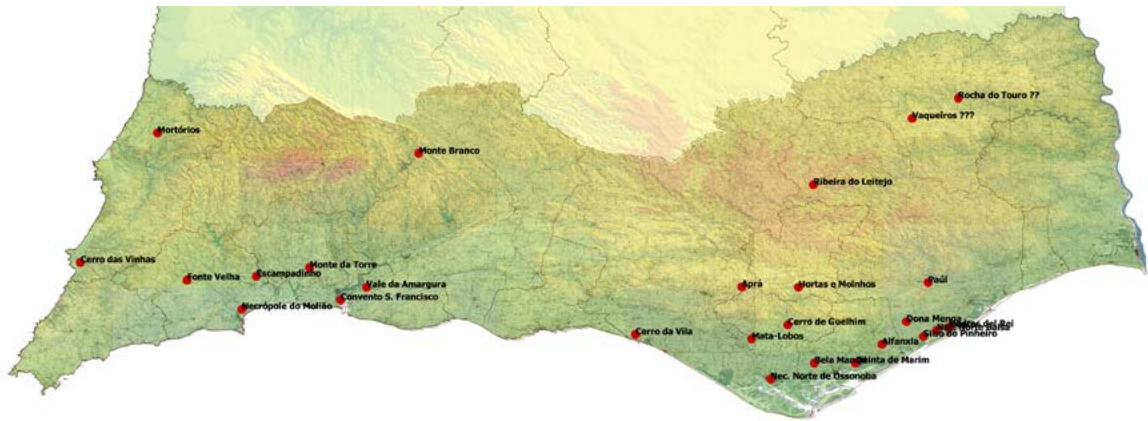 Rocha do Touro ??
Vaqueiros ???
Mortórios
Monte Branco
Ribeira do Leitejo
Cerro das Vinhas
Monte da Torre
Escampadinho
Fonte Velha
Vale da Amargura
Convento S. Francisco
Necrópole do Molião
Apra
Hortas e Moinhos
Paúl
Cerro de Guelhim
Dona Menga
Cerro da Vila
Mata-Lobos
Sítio do Pinheiro
Alfanxia
Bela Mandil
Quinta de Marim
Nec. Norte de Ossonoba